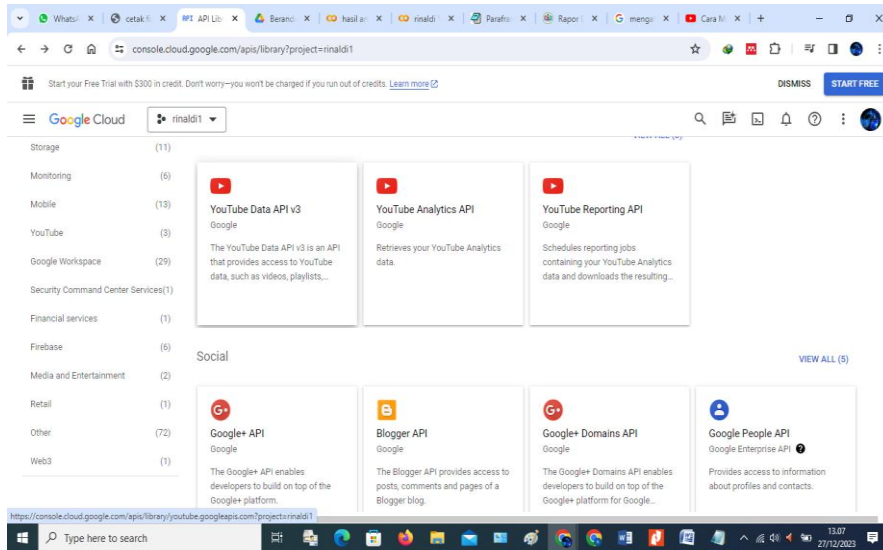 WhatsA
cetak f
API API Lib
Berand
hasil an
rinaldi
Parafra
Rapor
menga
Cara M
console.cloud.google.com/apis/library?project=rinaldi1
Start your Free Trial with $300 in credit. Don't worry—you won't be charged if you run out of credits. Learn more
DISMISS
START FREE
Google Cloud
rinaldi1
Storage (11)
Monitoring (6)
Mobile (13)
YouTube (3)
Google Workspace (29)
Security Command Center Services(1)
Financial services (1)
Firebase (6)
Media and Entertainment (2)
Retail (1)
Other (72)
Web3 (1)
YouTube Data API v3
Google
The YouTube Data API v3 is an API
that provides access to YouTube
data, such as videos, playlists,...
YouTube Analytics API
Google
Retrieves your YouTube Analytics
data.
YouTube Reporting API
Google
Schedules reporting jobs
containing your YouTube Analytics
data and downloads the resulting...
Social
VIEW ALL (5)
Google+ API
Google
The Google+ API enables
developers to build on top of the
Google+ platform.
Blogger API
Google
The Blogger API provides access to
posts, comments and pages of a
Blogger blog.
Google+ Domains API
Google
The Google+ Domains API enables
developers to build on top of the
Google+ platform for Google...
Google People API
Google Enterprise API
Provides access to information
about profiles and contacts.
https://console.cloud.google.com/apis/library/youtube.googleapis.com?project=rinaldi1
Type here to search
13.07
27/12/2023